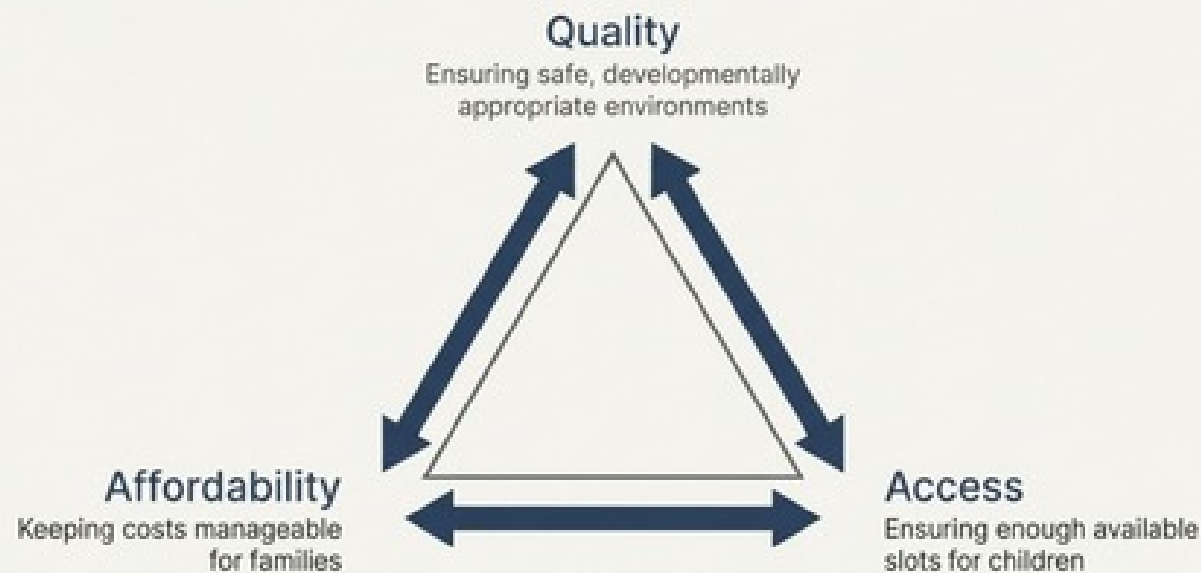 Quality
Ensuring safe, developmentally
appropriate environments
Affordability
Keeping costs manageable
for families
Access
Ensuring enough available
slots for children